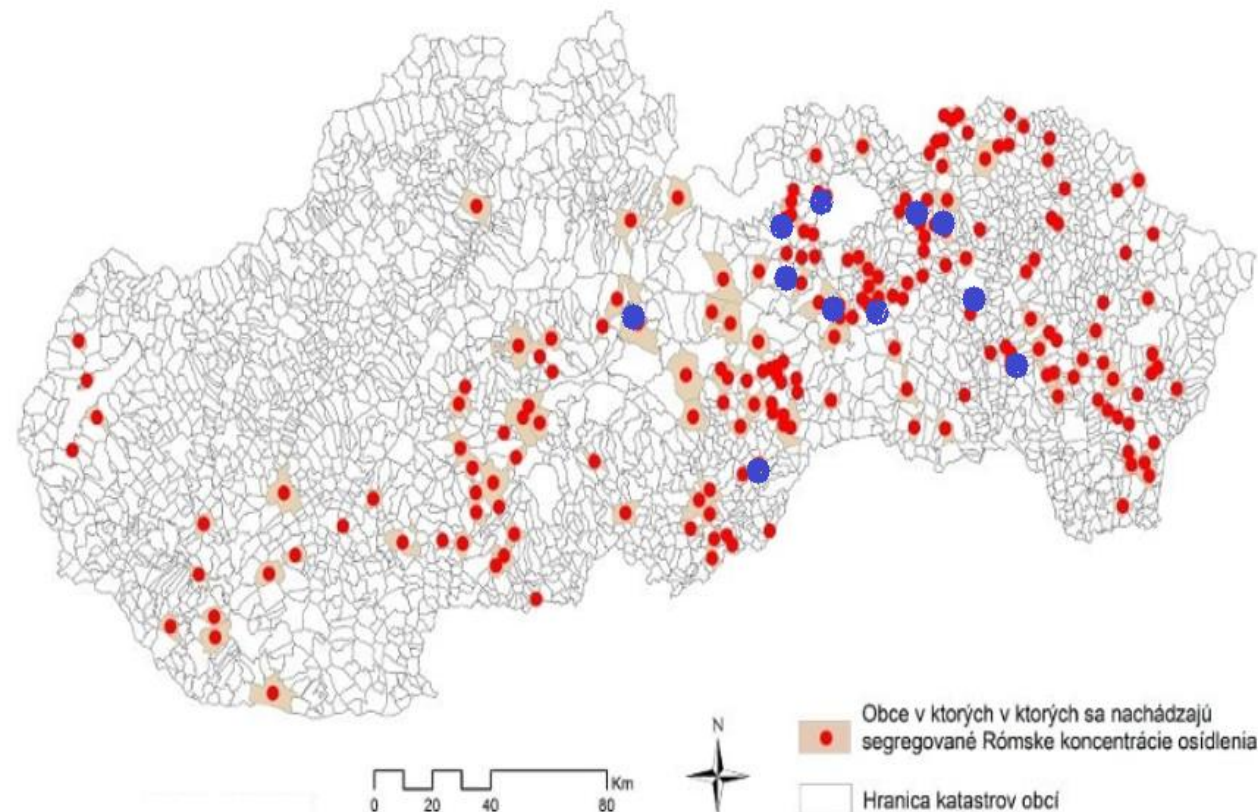 N
Km
0 20 40 80
Obce v ktorých v ktorých sa nachádzajú
segregované Rómske koncentrácie osídlenia
Hranica katastrov obcí